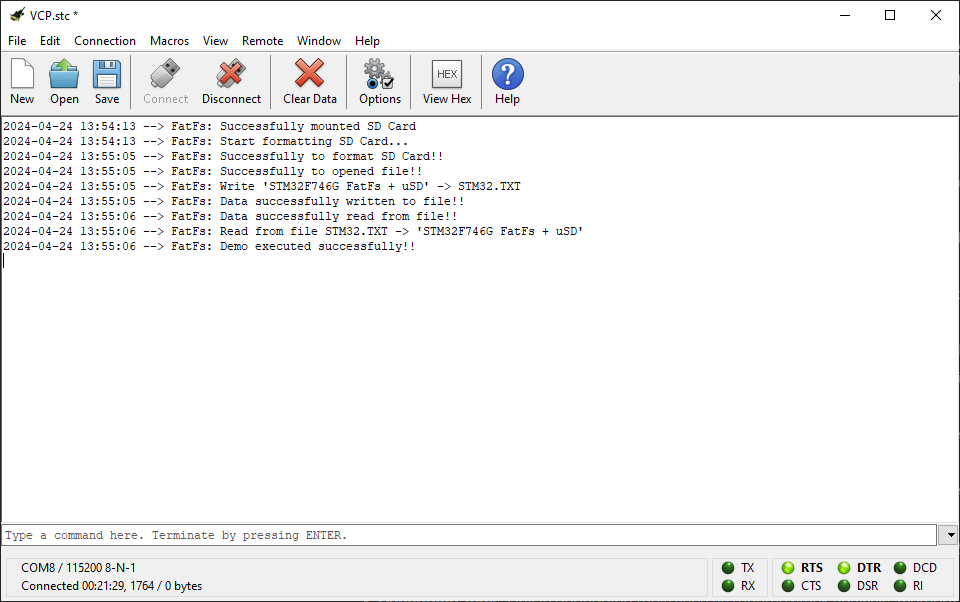 VCP.stc *
File Edit Connection Macros View Remote Window Help
HEX ?
New Open Save Connect Disconnect Clear Data Options View Hex Help
2024-04-24 13:54:13 --> FatFs: Successfully mounted SD Card
2024-04-24 13:54:13 --> FatFs: Start formatting SD Card...
2024-04-24 13:55:05 --> FatFs: Successfully to format SD Card!!
2024-04-24 13:55:05 --> FatFs: Successfully to opened file!!
2024-04-24 13:55:05 --> FatFs: Write 'STM32F746G FatFs + uSD' -> STM32.TXT
2024-04-24 13:55:05 --> FatFs: Data successfully written to file!!
2024-04-24 13:55:06 --> FatFs: Data successfully read from file!!
2024-04-24 13:55:06 --> FatFs: Read from file STM32.TXT -> 'STM32F746G FatFs + uSD'
2024-04-24 13:55:06 --> FatFs: Demo executed successfully!!
Type a command here. Terminate by pressing ENTER.
COM8 / 115200 8-N-1 TX RTS DTR DCD
Connected 00:21:29, 1764 / 0 bytes RX CTS DSR RI